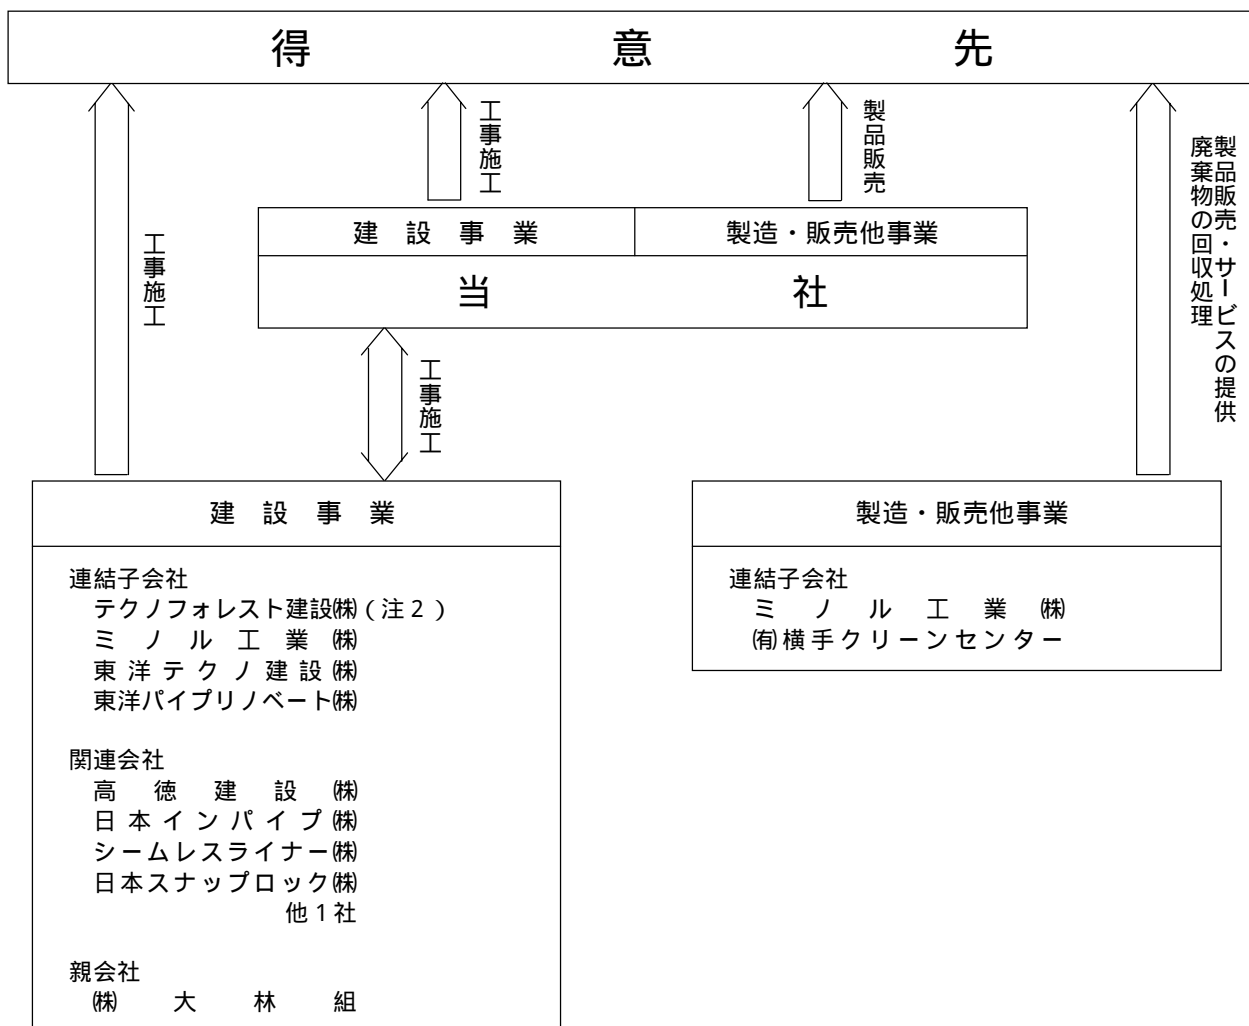 得意先
工事施工
工事施工
製品販売
製品販売・サービスの提供
廃棄物の回収処理
建設事業
製造・販売他事業
当社
工事施工
建設事業
連結子会社
テクノフォレスト建設㈱(注2)
ミノル工業㈱
東洋テクノ建設㈱
東洋パイプリノベート㈱
関連会社
高徳建設㈱
日本インパイプ㈱
シームレスライナー㈱
日本スナップロック㈱
他1社
親会社
㈱大林組
製造・販売他事業
連結子会社
ミノル工業㈱
㈲横手クリーンセンター